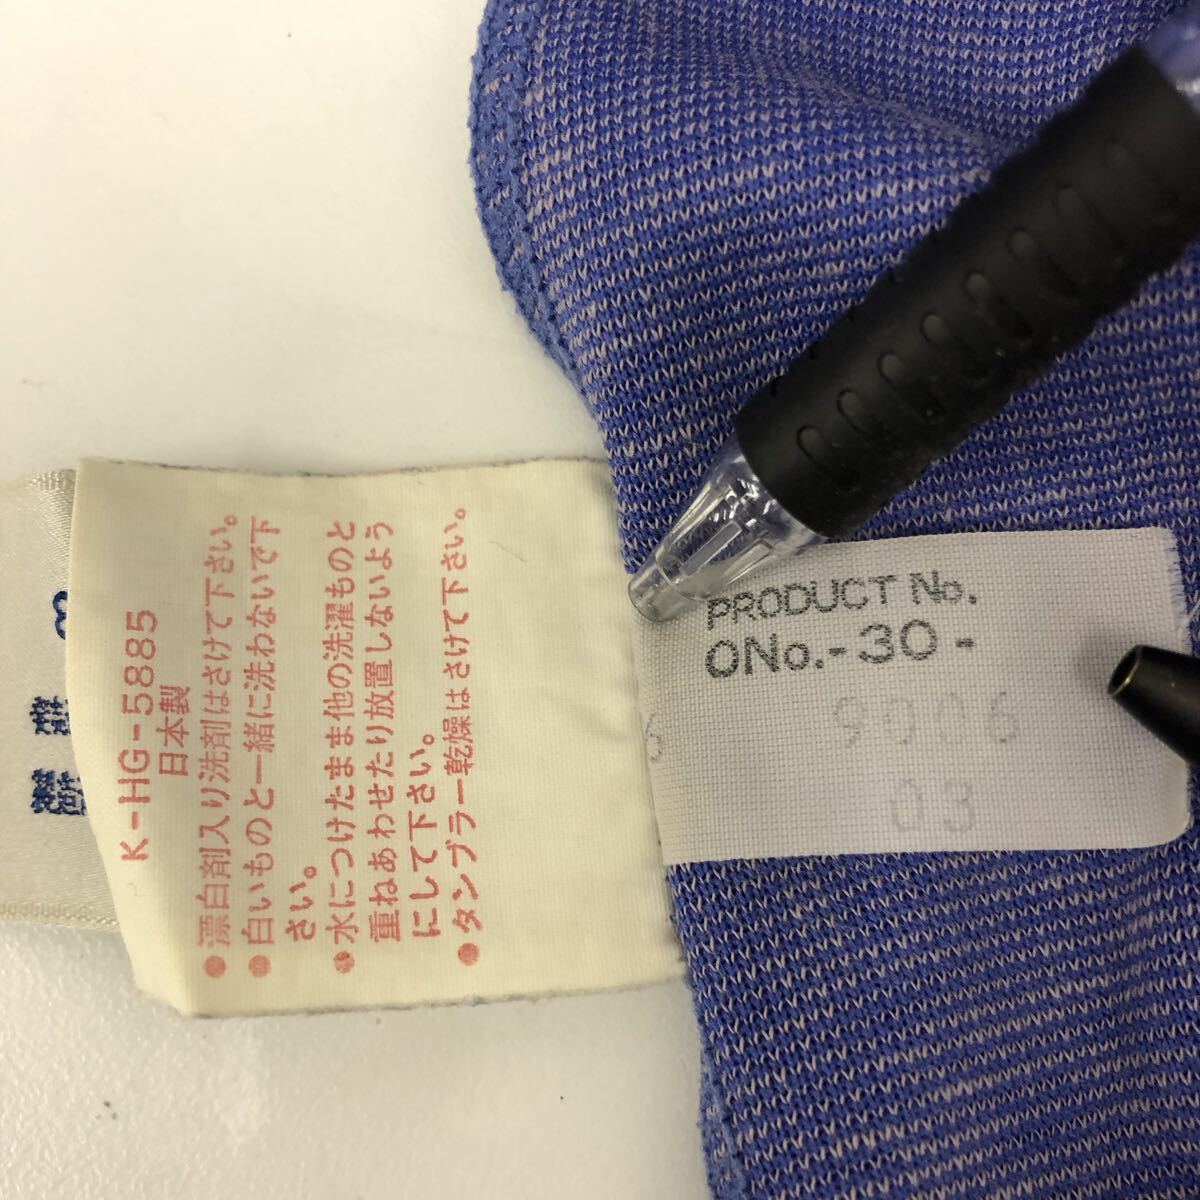 K-HG-5885
日本製
●漂白剤入り洗剤はさけて下さい。
●白いものと一緒に洗わないで下
さい。
●水につけたまま他の洗濯ものと
重ねあわせたり放置しないよう
にして下さい。
●タンブラー乾燥はさけて下さい。
PRODUCT No.
ONo.-30-